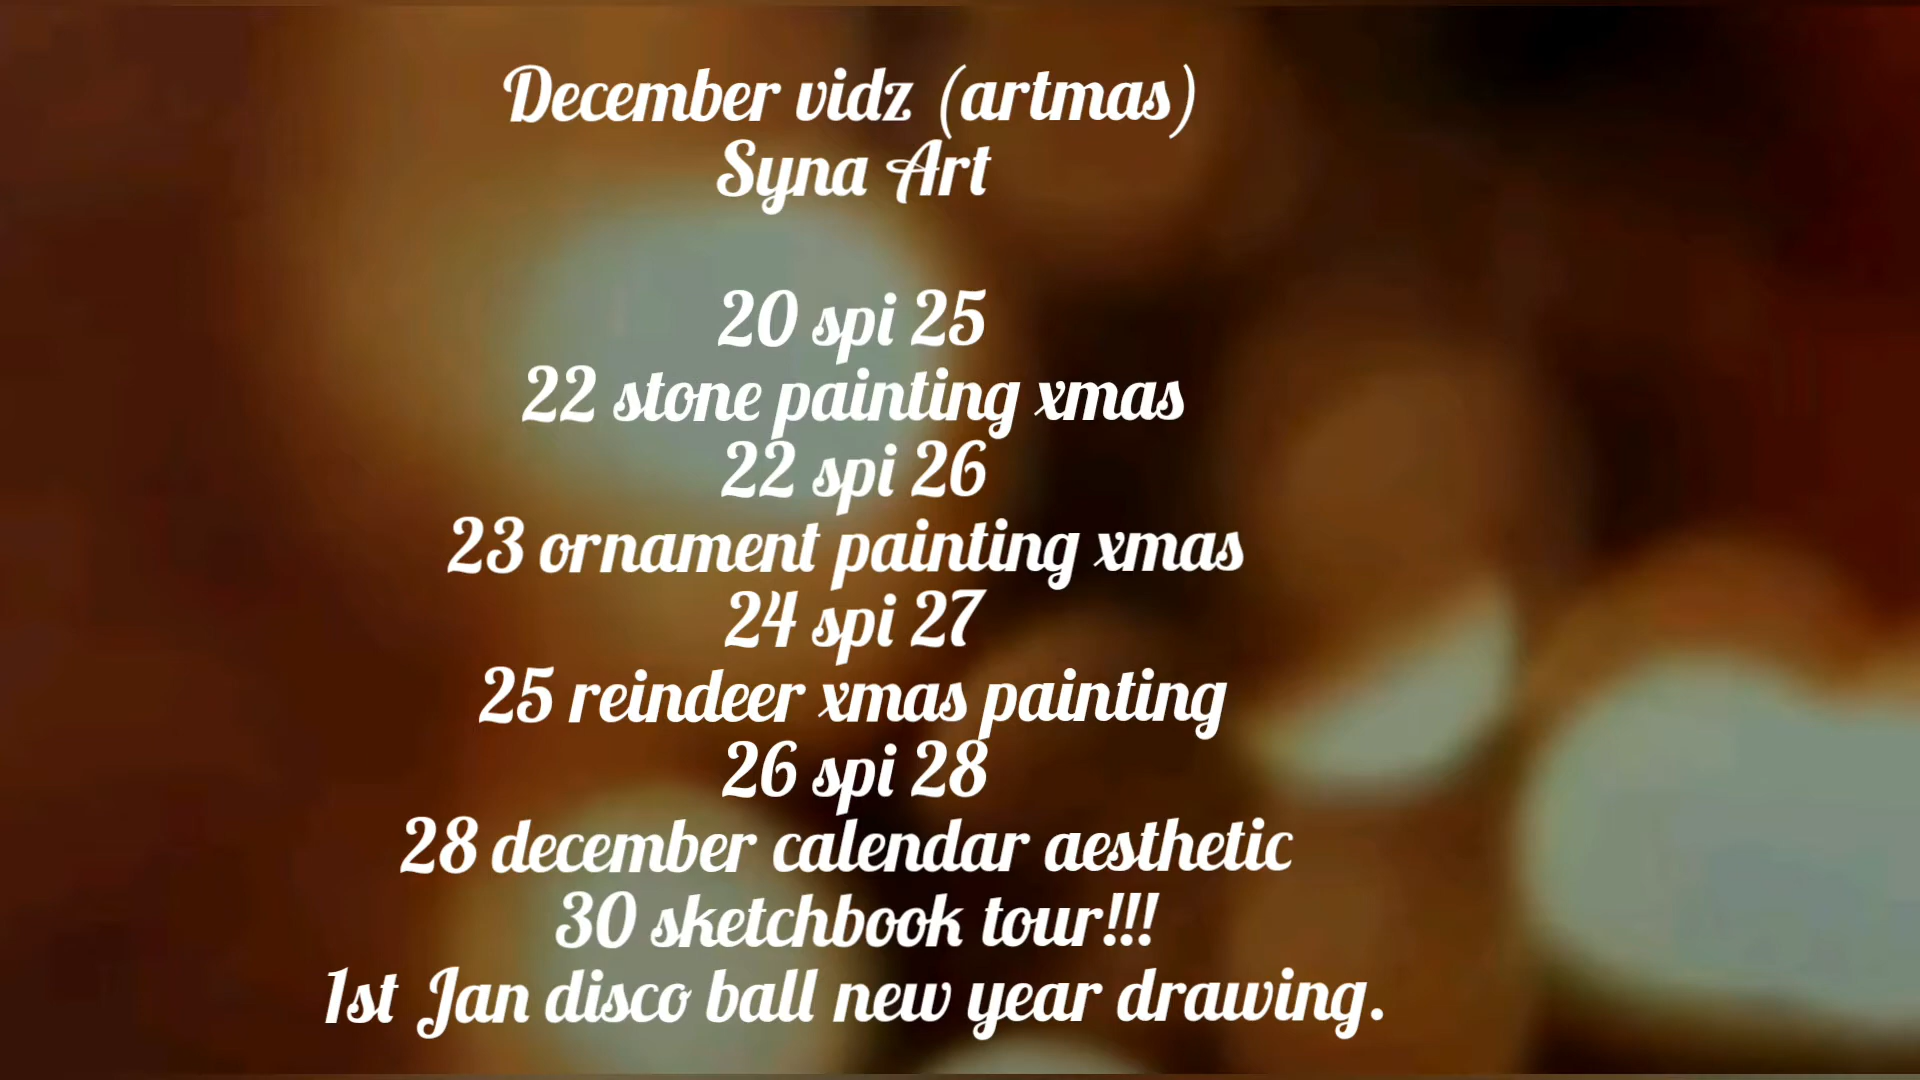 December vidz (artmas)
Syna Art
20 spi 25
22 stone painting xmas
22 spi 26
23 ornament painting xmas
24 spi 27
25 reindeer xmas painting
26 spi 28
28 december calendar aesthetic
30 sketchbook tour!!!
1st Jan disco ball new year drawing.